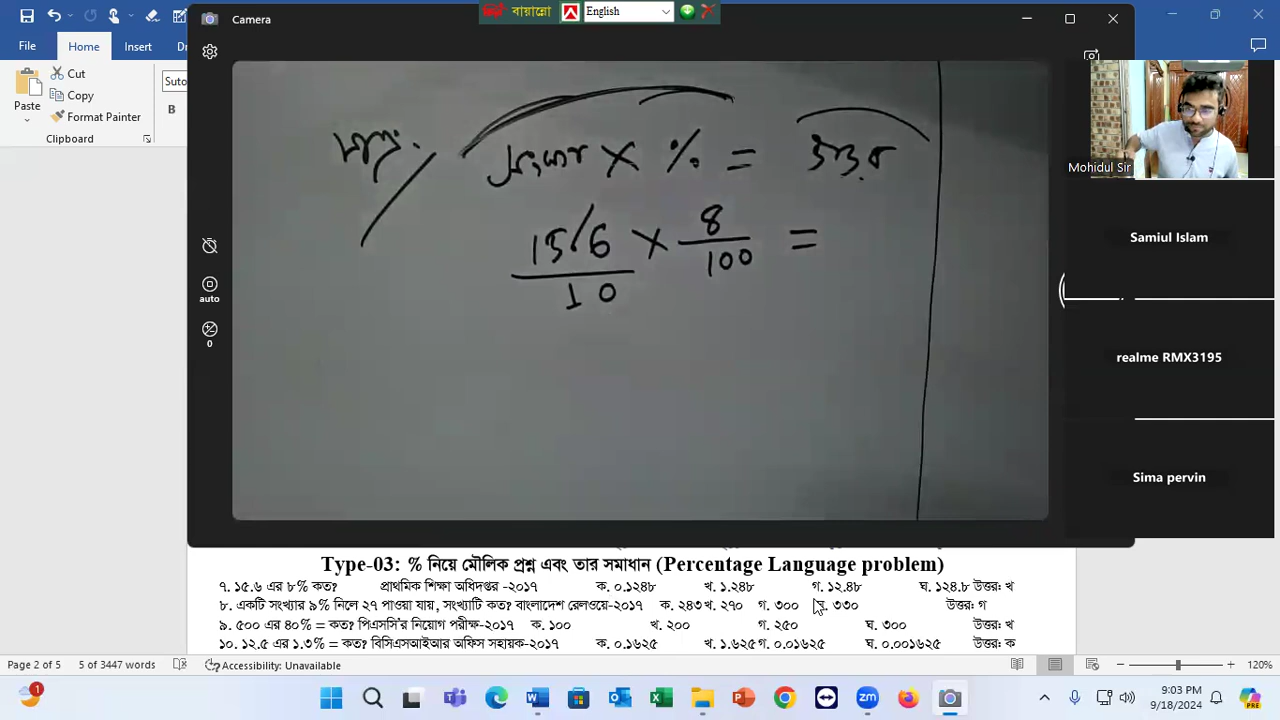 Camera
বায়ান্নো English
File Home Insert
Cut
Copy
Format Painter
Paste
Clipboard
Suto
B
auto
0
× % =
15/6 × 8 =
10 100
Mohidul Sir
Samiul Islam
realme RMX3195
Sima pervin
Type-03: % নিয়ে মৌলিক প্রশ্ন এবং তার সমাধান (Percentage Language problem)
৭. ১৫.৬ এর ৮% কত? প্রাথমিক শিক্ষা অধিদপ্তর -২০১৭ ক. ০.১২৪৮ খ. ১.২৪৮ গ. ১২.৪৮ ঘ. ১২৪.৮ উত্তর: খ
৮. একটি সংখ্যার ৯% নিলে ২৭ পাওয়া যায়, সংখ্যাটি কত? বাংলাদেশ রেলওয়ে-২০১৭ ক. ২৪৩ খ. ২৭০ গ. ৩০০ ঘ. ৩৩০ উত্তর: গ
৯. ৫০০ এর ৪০% = কত? পিএসসি'র নিয়োগ পরীক্ষ-২০১৭ ক. ১০০ খ. ২০০ গ. ২৫০ ঘ. ৩০০ উত্তর: খ
১০. ১২.৫ এর ১.৩% = কত? বিসিএসআইআর অফিস সহায়ক-২০১৭ ক. ০.১৬২৫ খ. ১.৬২৫ গ. ০.০১৬২৫ ঘ. ০.০০১৬২৫ উত্তর: ক
Page 2 of 5 5 of 3447 words Accessibility: Unavailable 120%
1
9:03 PM
9/18/2024